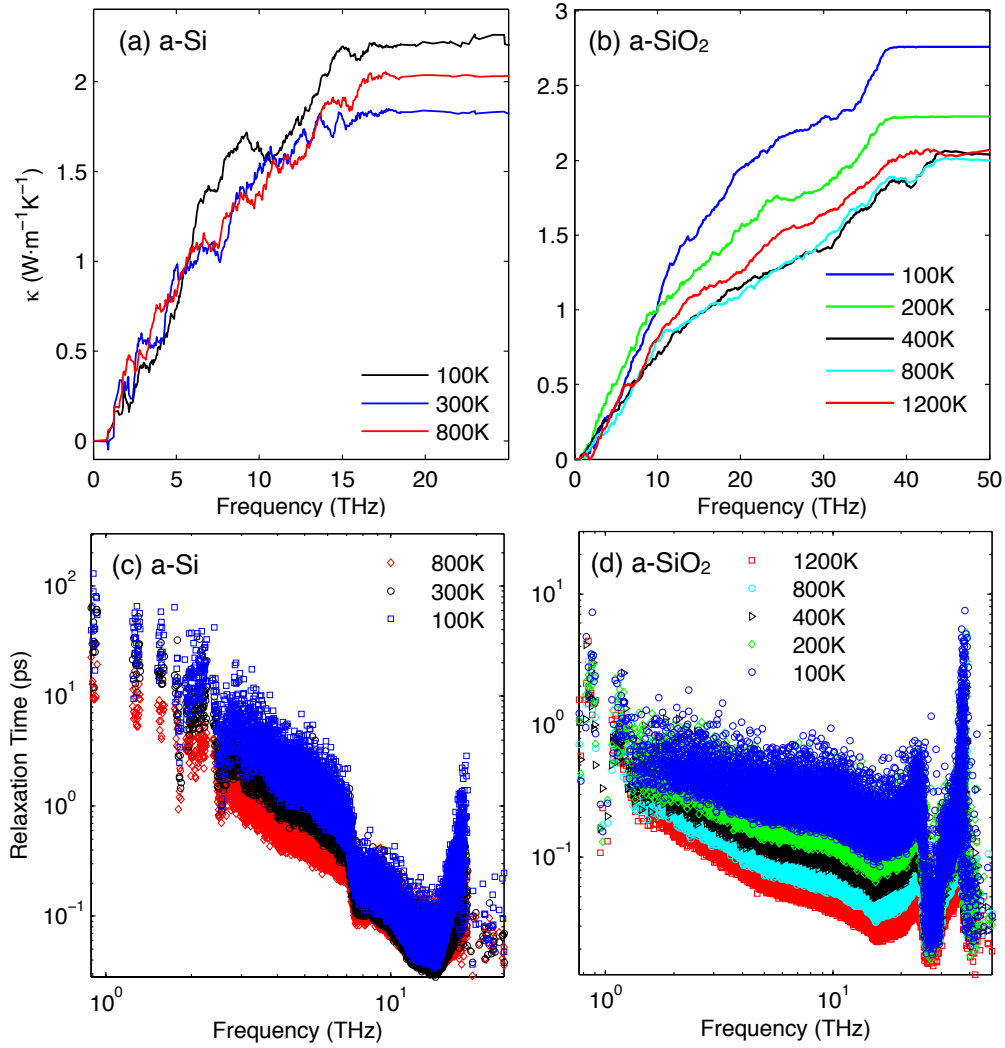 (a) a-Si
2
1.5
1
0.5
0
κ (W·m⁻¹K⁻¹)
100K
300K
800K
0 5 10 15 20
Frequency (THz)
(b) a-SiO₂
3
2.5
2
1.5
1
0.5
0
100K
200K
400K
800K
1200K
0 10 20 30 40 50
Frequency (THz)
(c) a-Si
800K
300K
100K
10²
10¹
10⁰
10⁻¹
Relaxation Time (ps)
10⁰ 10¹
Frequency (THz)
(d) a-SiO₂
1200K
800K
400K
200K
100K
10¹
10⁰
10⁻¹
10⁰ 10¹
Frequency (THz)